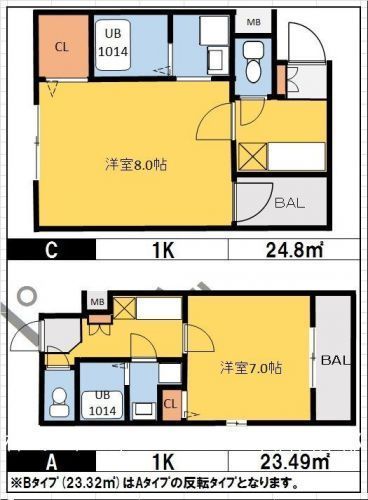 MB
CL
UB
1014
洋室8.0帖
BAL
C 1K 24.8㎡
MB
洋室7.0帖
BAL
UB
1014
CL
A 1K 23.49㎡
※Bタイプ(23.32㎡)はAタイプの反転タイプとなります。